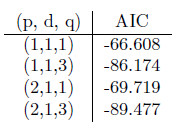 (p, d, q) AIC
(1,1,1) -66.608
(1,1,3) -86.174
(2,1,1) -69.719
(2,1,3) -89.477